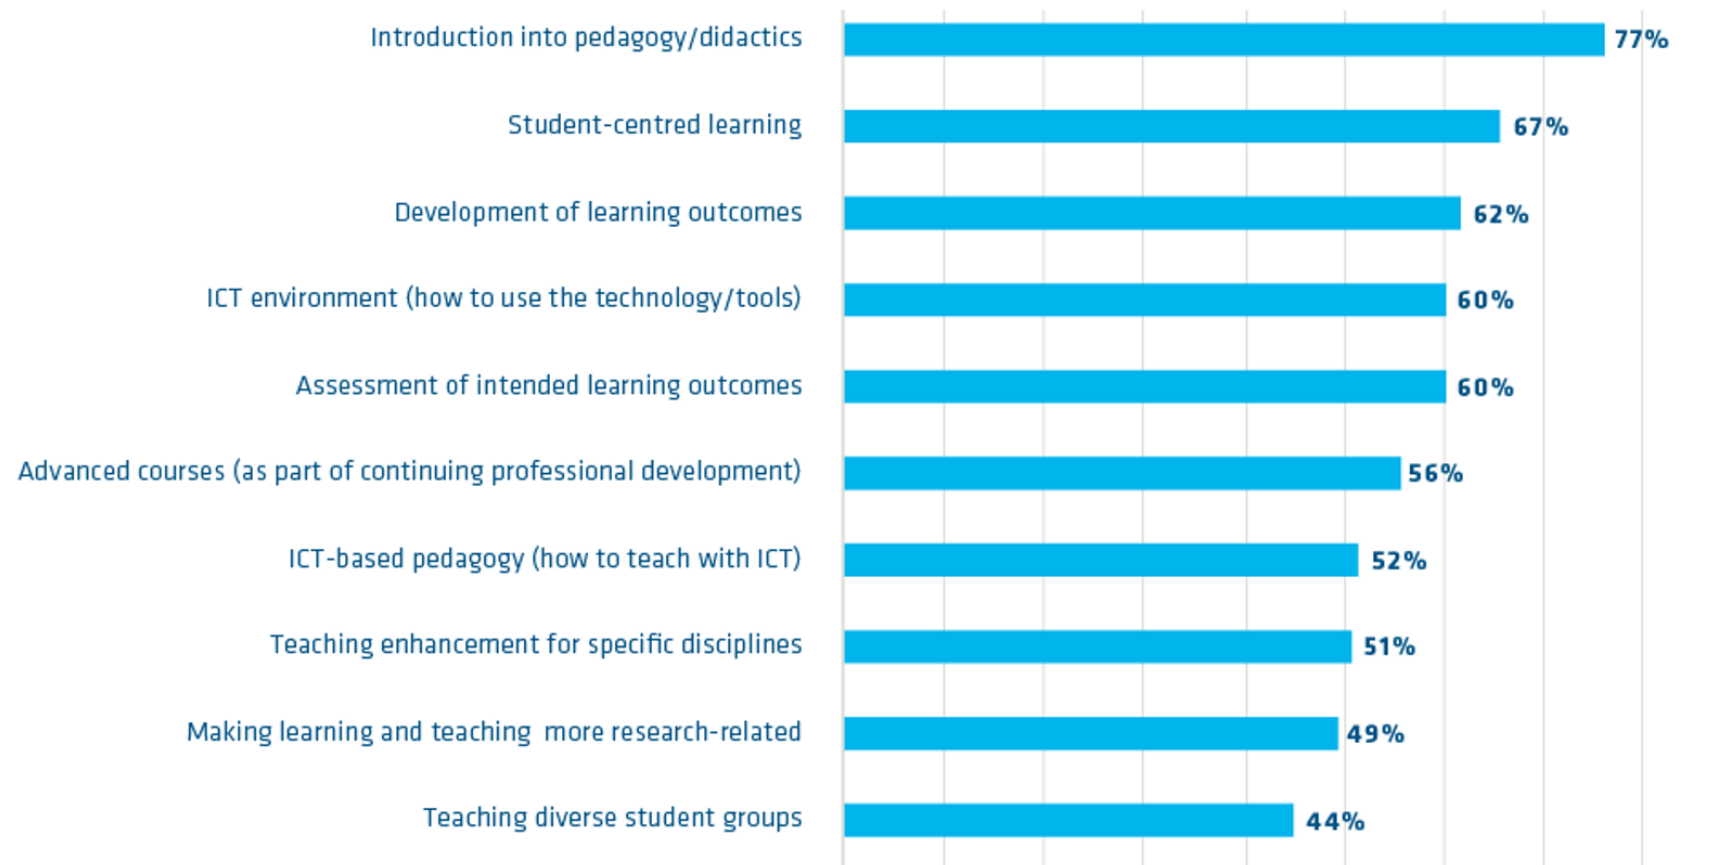 Introduction into pedagogy/didactics 77%
Student-centred learning 67%
Development of learning outcomes 62%
ICT environment (how to use the technology/tools) 60%
Assessment of intended learning outcomes 60%
Advanced courses (as part of continuing professional development) 56%
ICT-based pedagogy (how to teach with ICT) 52%
Teaching enhancement for specific disciplines 51%
Making learning and teaching more research-related 49%
Teaching diverse student groups 44%